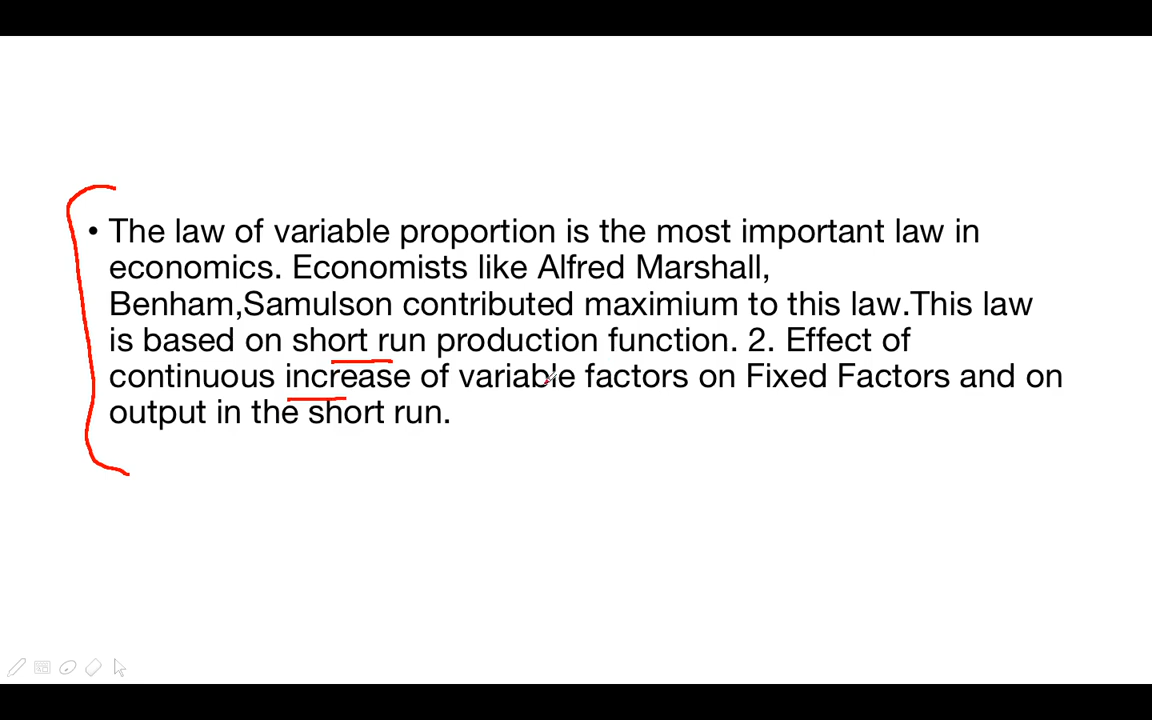 • The law of variable proportion is the most important law in
economics. Economists like Alfred Marshall,
Benham,Samulson contributed maximium to this law.This law
is based on short run production function. 2. Effect of
continuous increase of variable factors on Fixed Factors and on
output in the short run.